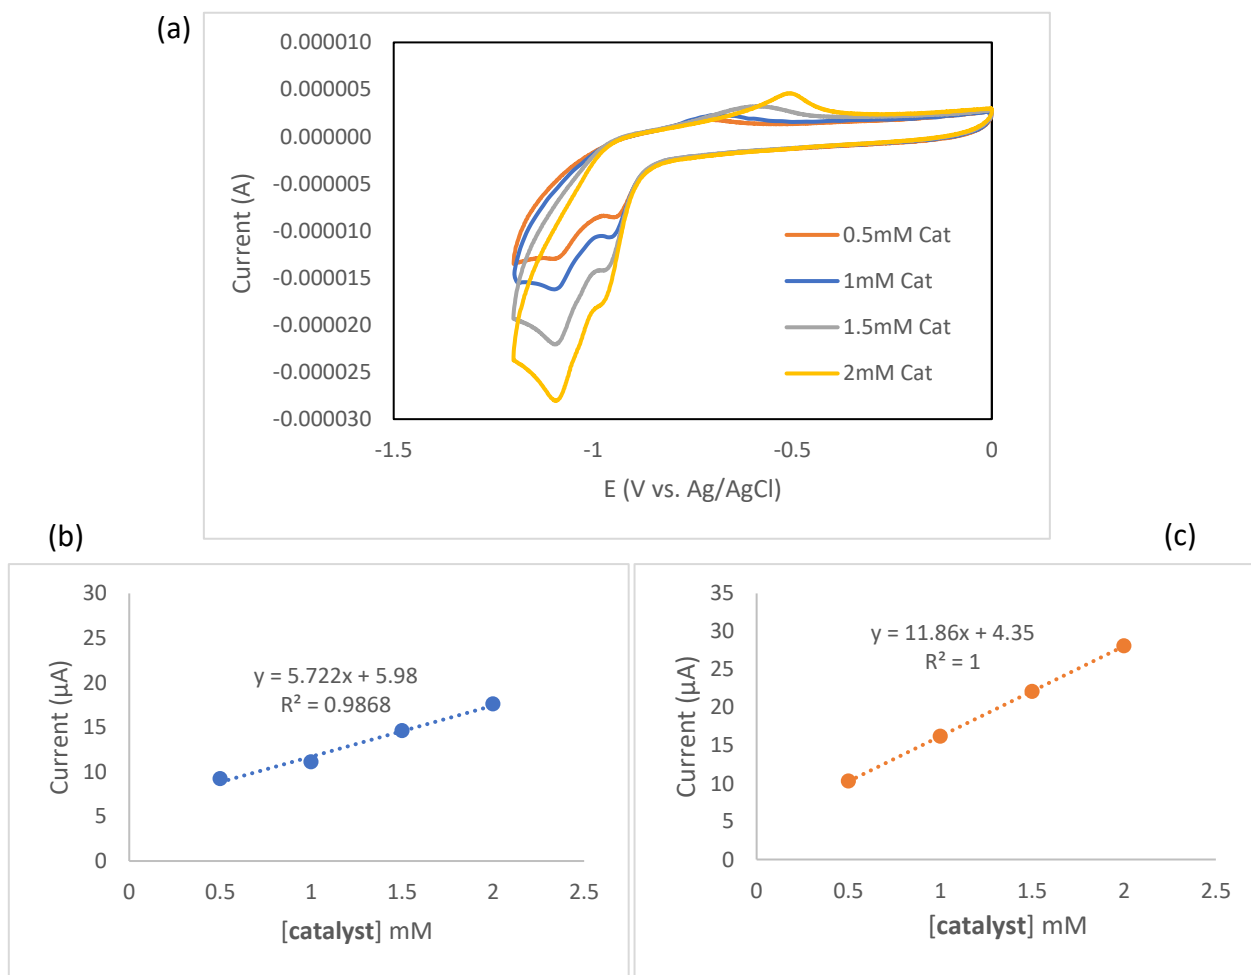 (a)
0.000010
0.000005
0.000000
-0.000005
-0.000010
-0.000015
-0.000020
-0.000025
-0.000030
Current (A)
-1.5 -1 -0.5 0
E (V vs. Ag/AgCl)
0.5mM Cat
1mM Cat
1.5mM Cat
2mM Cat
(b)
30
25
20
15
10
5
0
Current (µA)
y = 5.722x + 5.98
R² = 0.9868
0 0.5 1 1.5 2 2.5
[catalyst] mM
(c)
35
30
25
20
15
10
5
0
Current (µA)
y = 11.86x + 4.35
R² = 1
0 0.5 1 1.5 2 2.5
[catalyst] mM